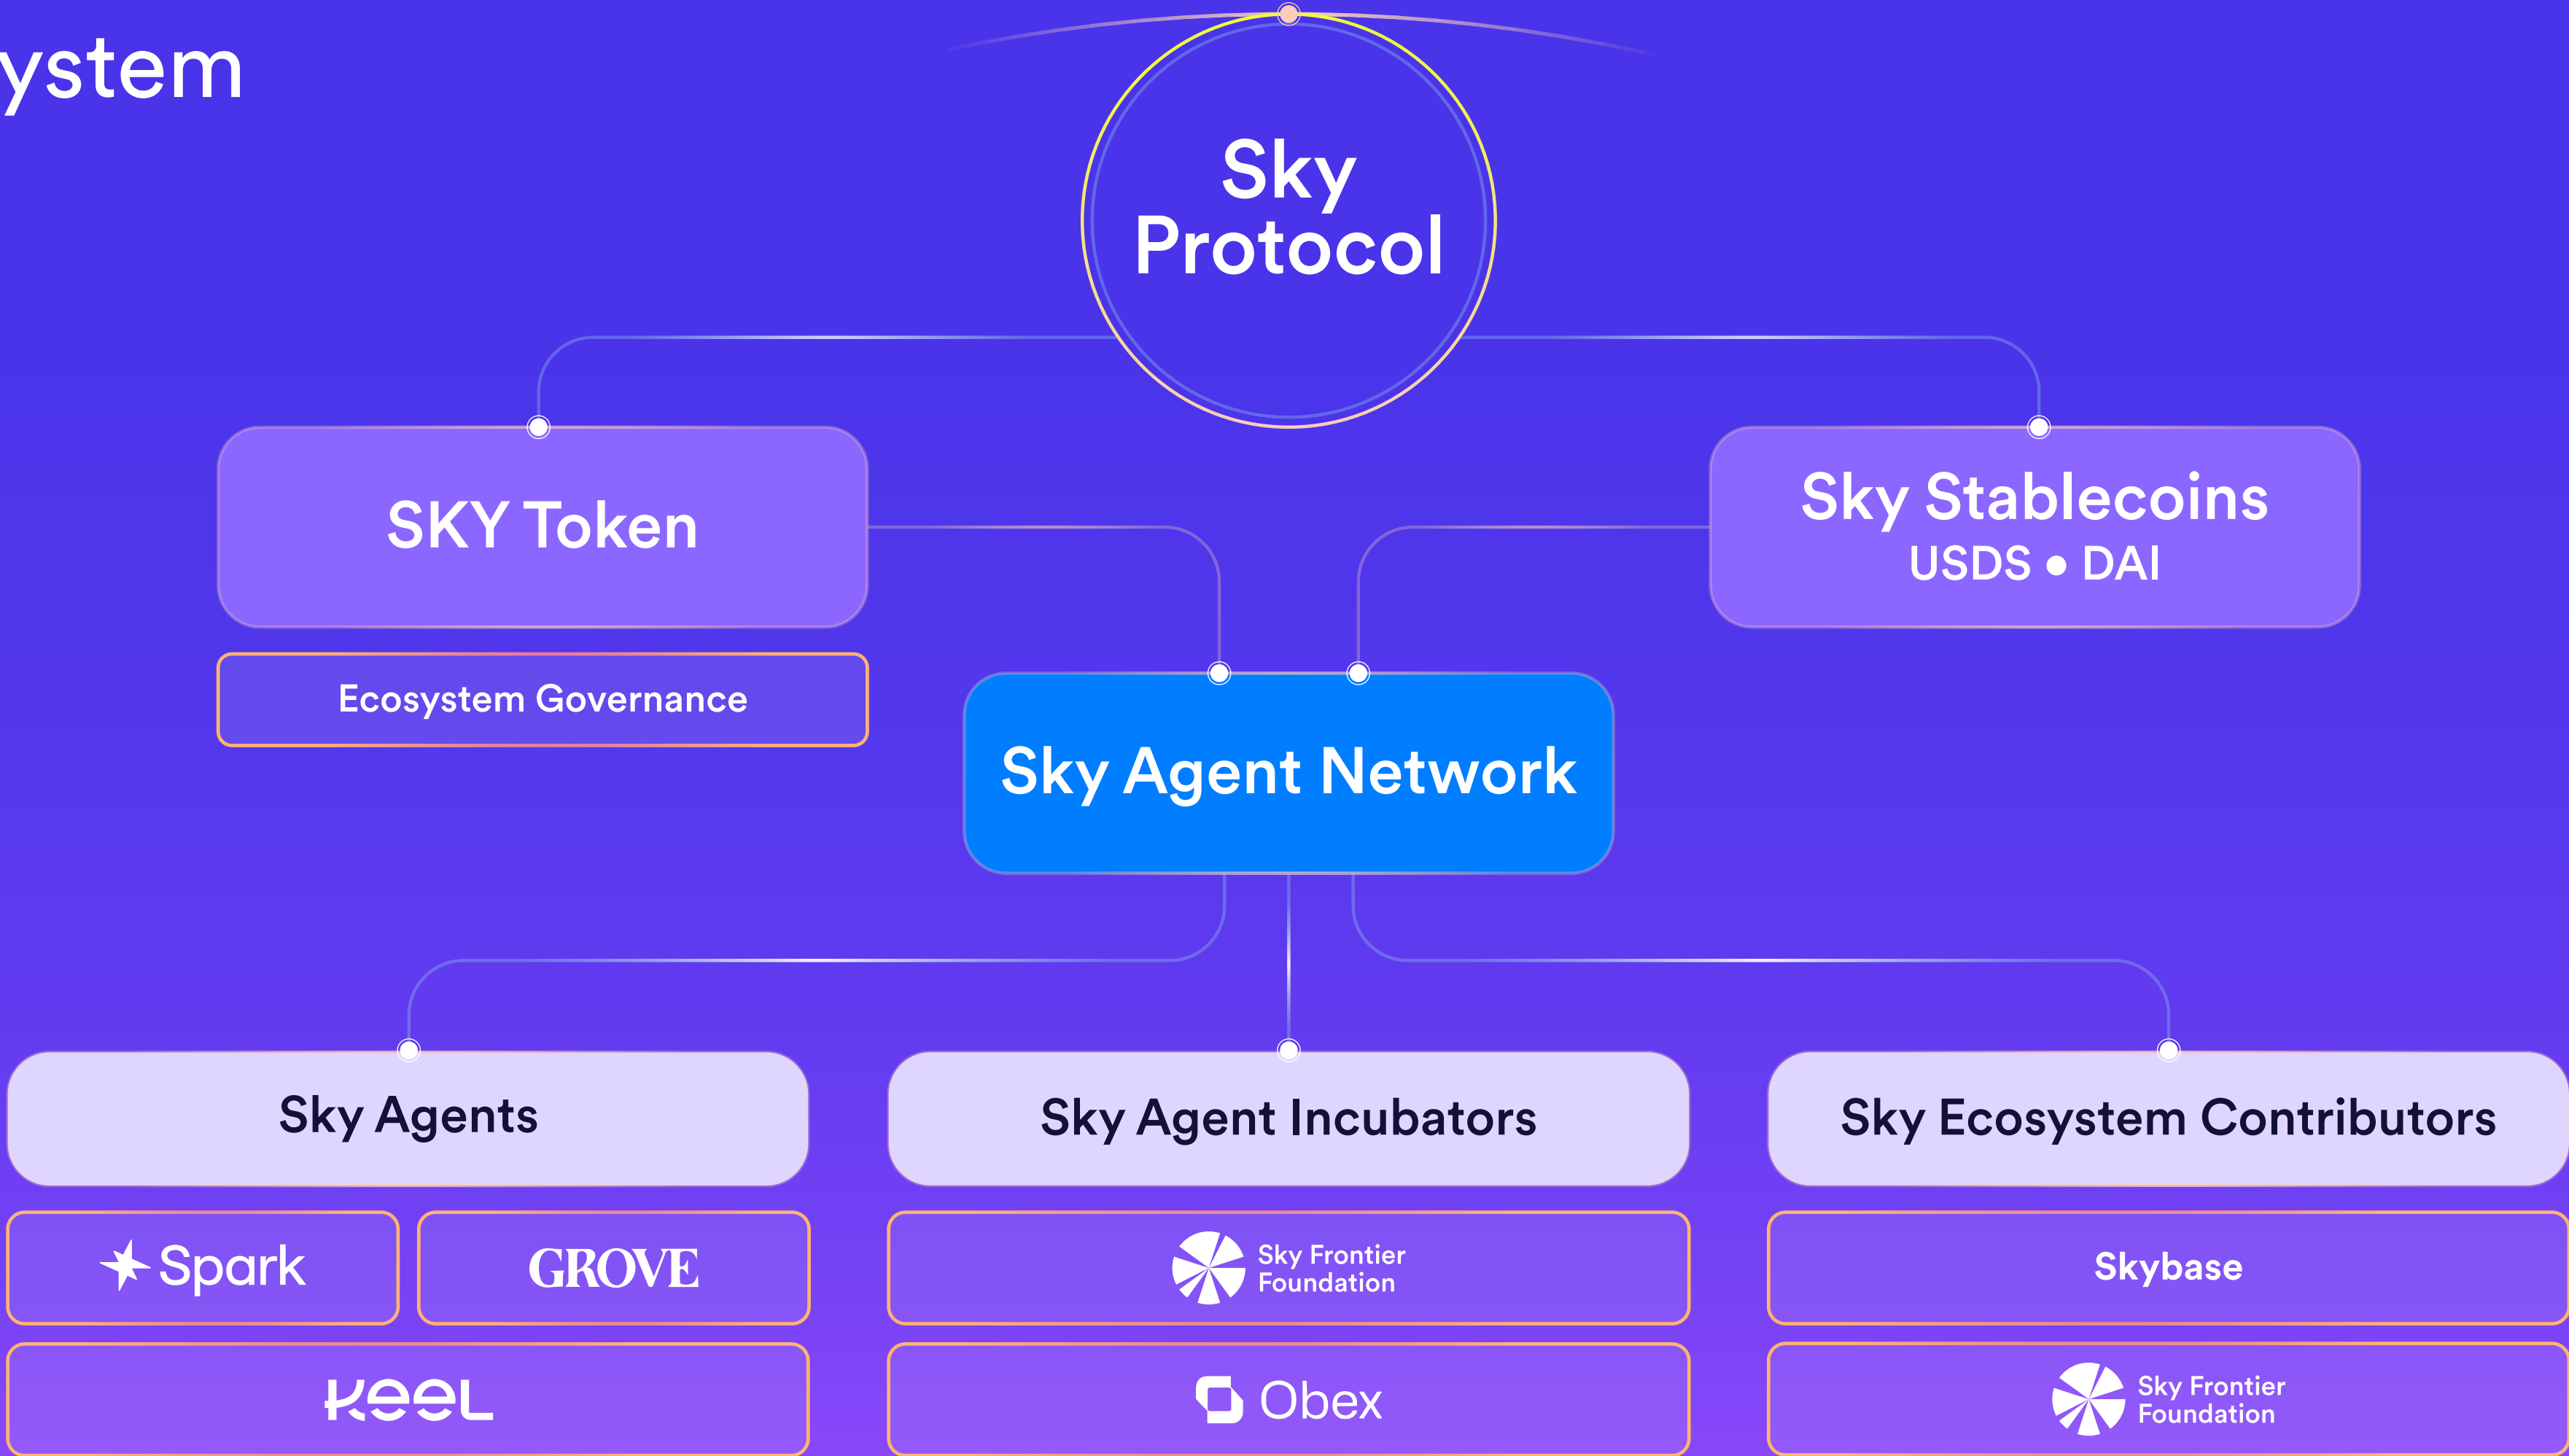 ystem
Sky
Protocol
SKY Token
Sky Stablecoins
USDS • DAI
Ecosystem Governance
Sky Agent Network
Sky Agents
Sky Agent Incubators
Sky Ecosystem Contributors
Spark
GROVE
Sky Frontier
Foundation
Skybase
KEEL
Obex
Sky Frontier
Foundation